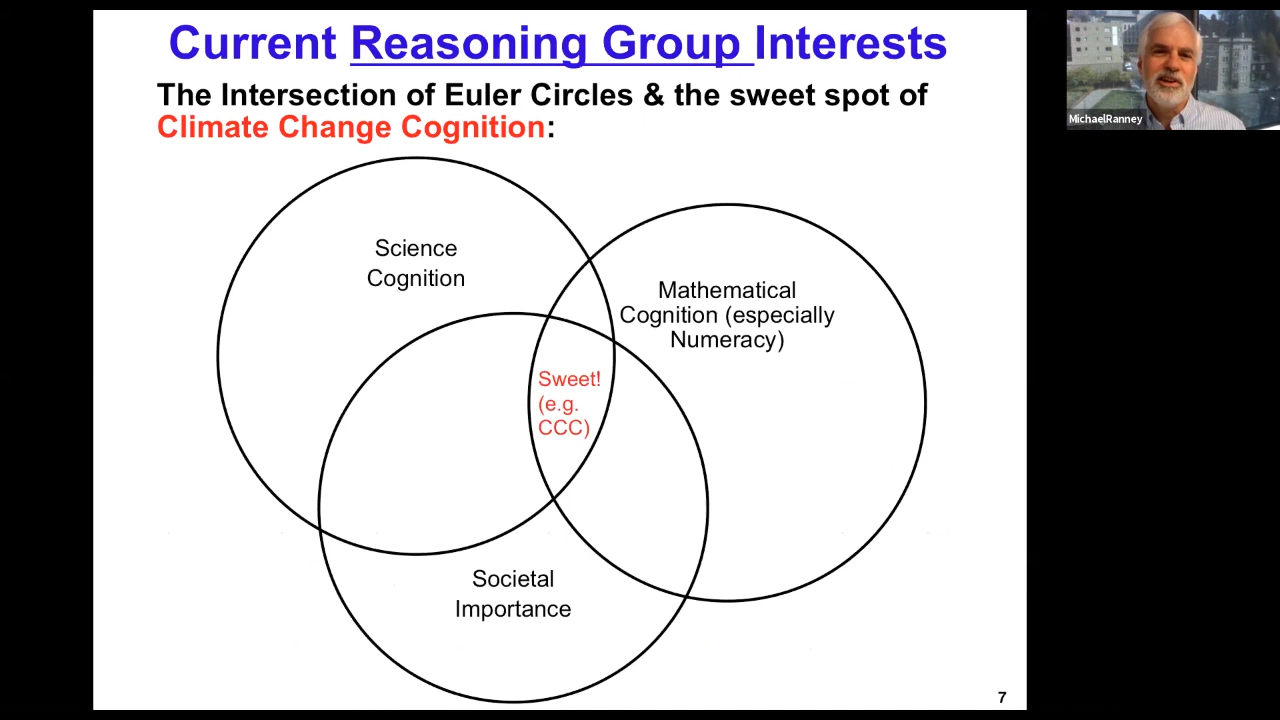 Current Reasoning Group Interests
The Intersection of Euler Circles & the sweet spot of
Climate Change Cognition:
Science
Cognition
Mathematical
Cognition (especially
Numeracy)
Sweet!
(e.g.
CCC)
Societal
Importance
7
MichaelRanney